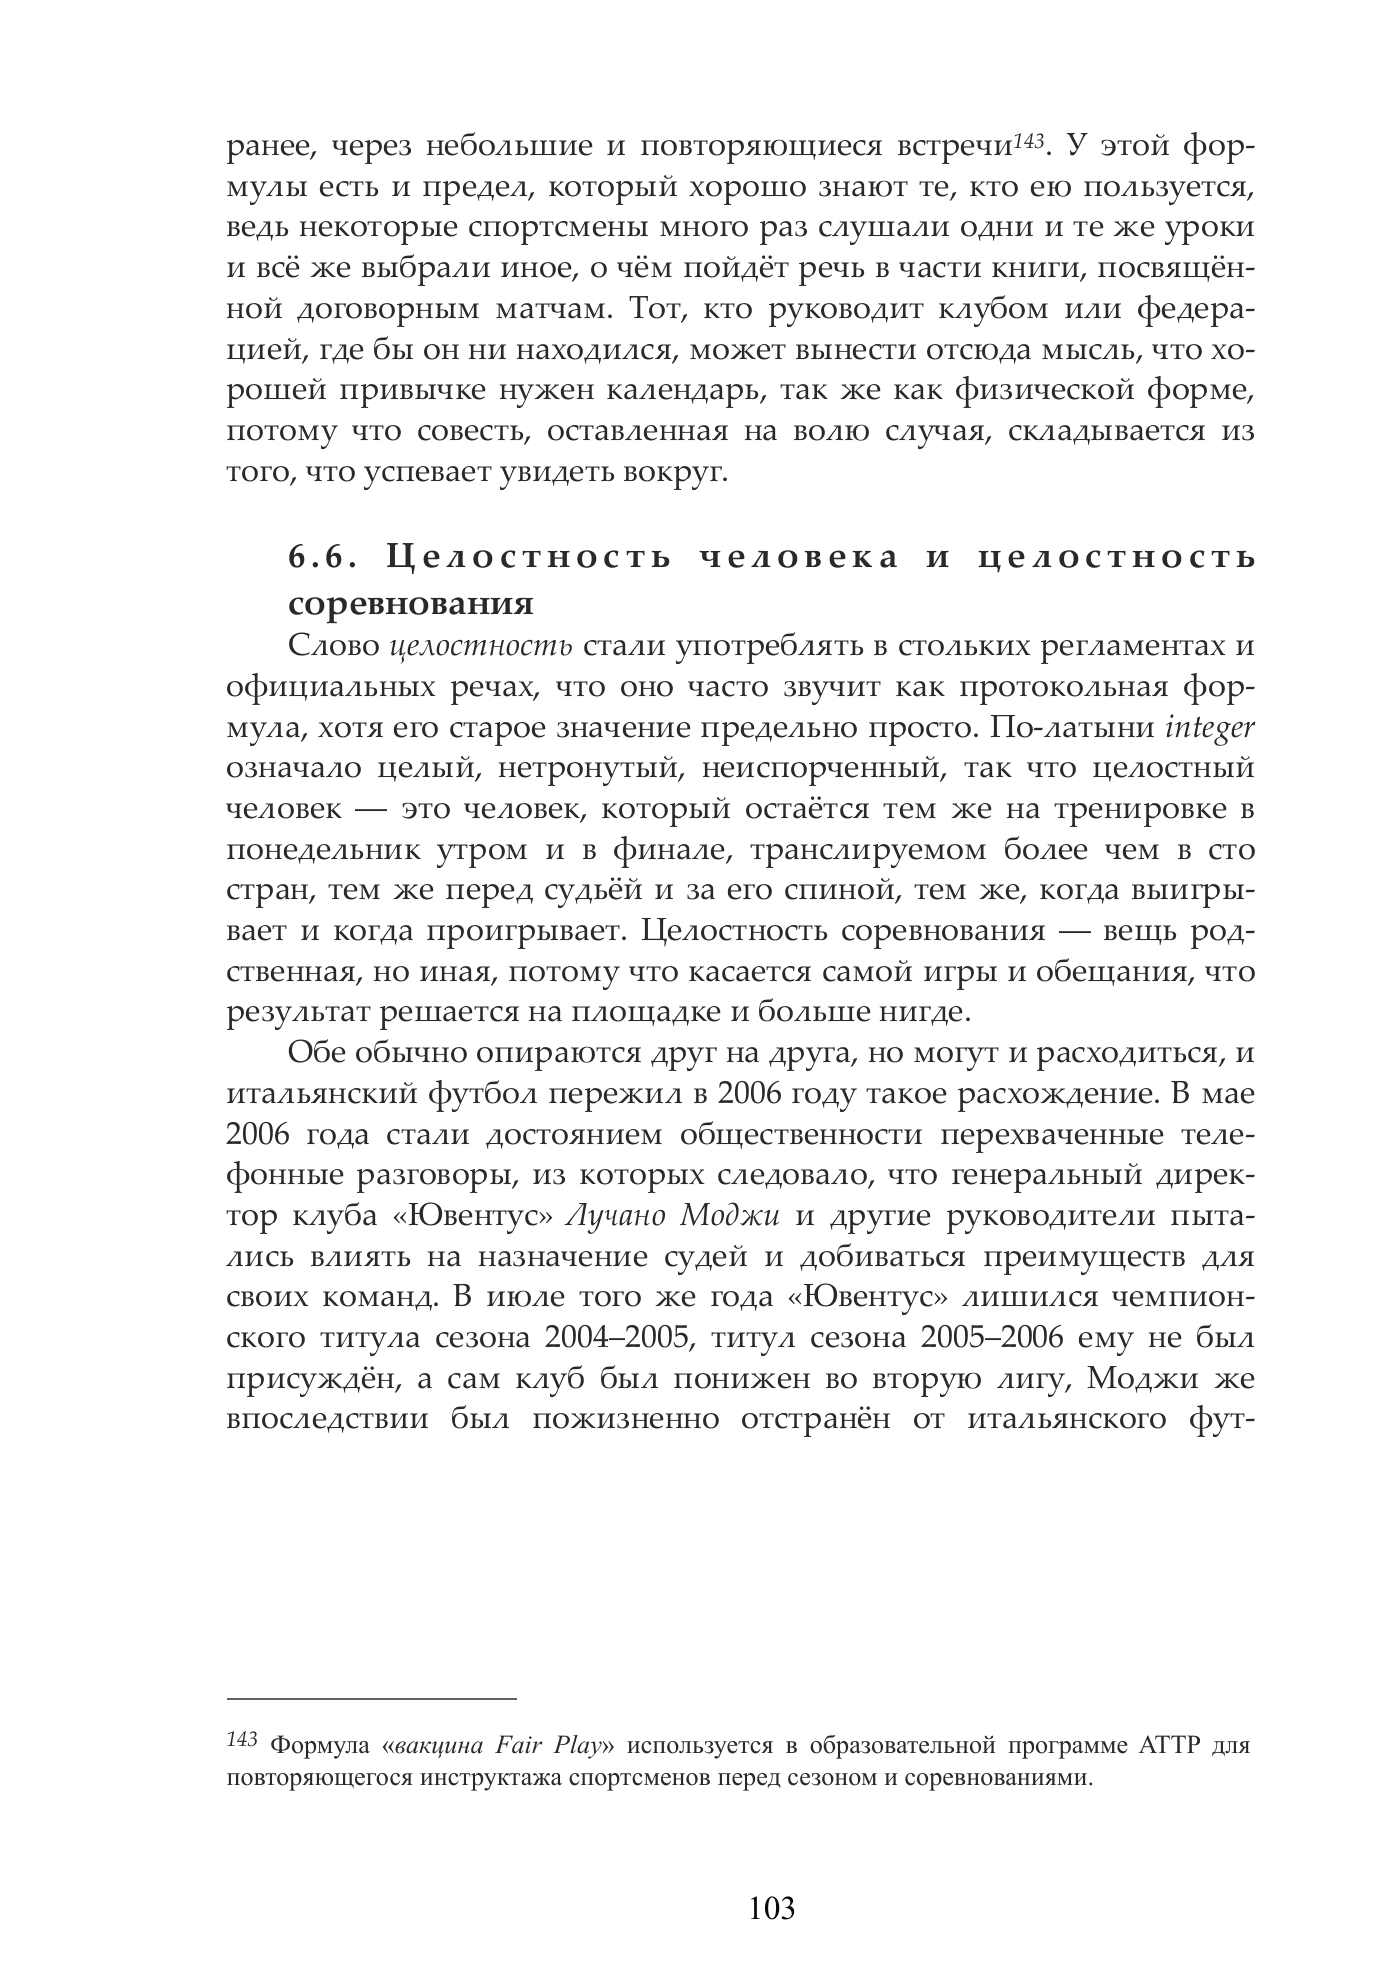 ранее, через небольшие и повторяющиеся встречи143. У этой фор-
мулы есть и предел, который хорошо знают те, кто ею пользуется,
ведь некоторые спортсмены много раз слушали одни и те же уроки
и всё же выбрали иное, о чём пойдёт речь в части книги, посвящён-
ной договорным матчам. Тот, кто руководит клубом или федера-
цией, где бы он ни находился, может вынести отсюда мысль, что хо-
рошей привычке нужен календарь, так же как физической форме,
потому что совесть, оставленная на волю случая, складывается из
того, что успевает увидеть вокруг.
6.6. Целостность человека и целостность
соревнования
Слово целостность стали употреблять в стольких регламентах и
официальных речах, что оно часто звучит как протокольная фор-
мула, хотя его старое значение предельно просто. По-латыни integer
означало целый, нетронутый, неиспорченный, так что целостный
человек — это человек, который остаётся тем же на тренировке в
понедельник утром и в финале, транслируемом более чем в сто
стран, тем же перед судьёй и за его спиной, тем же, когда выигры-
вает и когда проигрывает. Целостность соревнования — вещь род-
ственная, но иная, потому что касается самой игры и обещания, что
результат решается на площадке и больше нигде.
Обе обычно опираются друг на друга, но могут и расходиться, и
итальянский футбол пережил в 2006 году такое расхождение. В мае
2006 года стали достоянием общественности перехваченные теле-
фонные разговоры, из которых следовало, что генеральный дирек-
тор клуба «Ювентус» Лучано Моджи и другие руководители пыта-
лись влиять на назначение судей и добиваться преимуществ для
своих команд. В июле того же года «Ювентус» лишился чемпион-
ского титула сезона 2004–2005, титул сезона 2005–2006 ему не был
присуждён, а сам клуб был понижен во вторую лигу, Моджи же
впоследствии был пожизненно отстранён от итальянского фут-
143 Формула «вакцина Fair Play» используется в образовательной программе ATTP для
повторяющегося инструктажа спортсменов перед сезоном и соревнованиями.
103